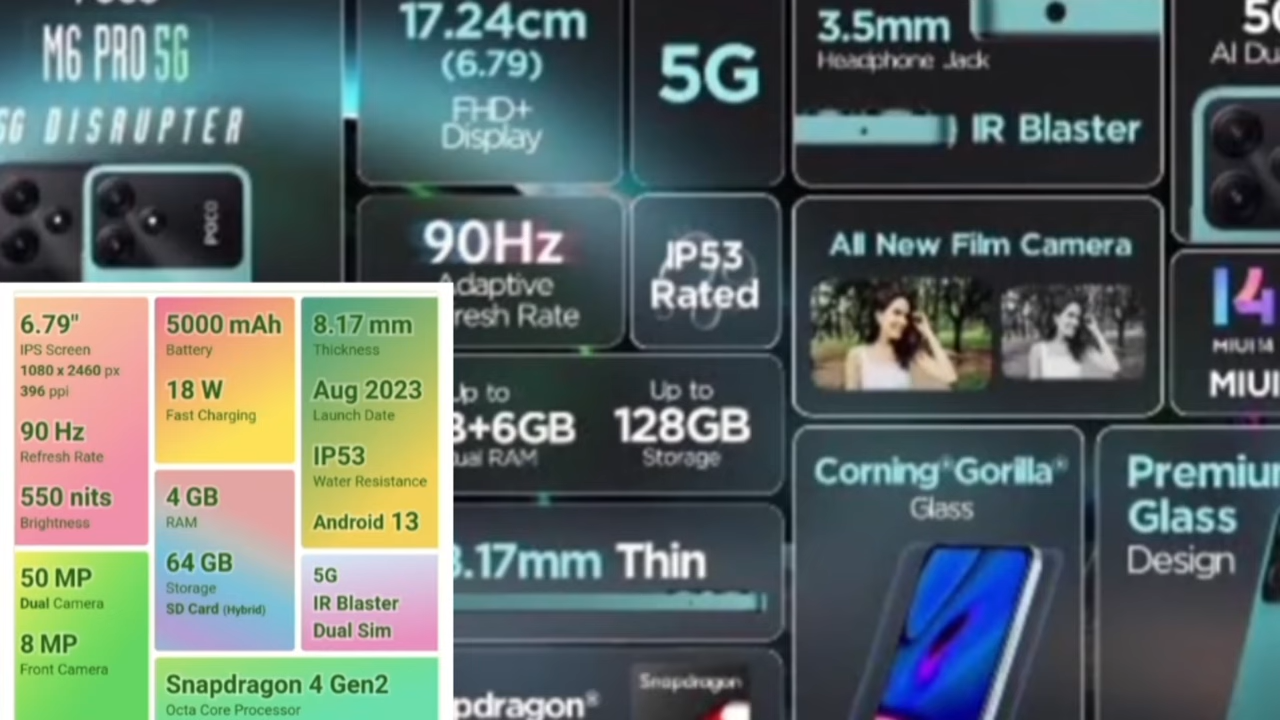 M6 PRO 5G
5G DISRUPTER
POCO
17.24cm
(6.79)
FHD+
Display
5G
3.5mm
Headphone Jack
IR Blaster
90Hz
Adaptive
IP53
Rated
All New Film Camera
14
MIUI 14
MIUI
Up to
128GB
Storage
Corning® Gorilla®
Glass
Glass
Design
Thin
Snapdragon
6.79"
IPS Screen
1080 x 2460 px
396 ppi
90 Hz
Refresh Rate
550 nits
Brightness
50 MP
Dual Camera
8 MP
Front Camera
5000 mAh
Battery
18 W
Fast Charging
4 GB
RAM
64 GB
Storage
SD Card (Hybrid)
8.17 mm
Thickness
Aug 2023
Launch Date
IP53
Water Resistance
Android 13
5G
IR Blaster
Dual Sim
Snapdragon 4 Gen2
Octa Core Processor